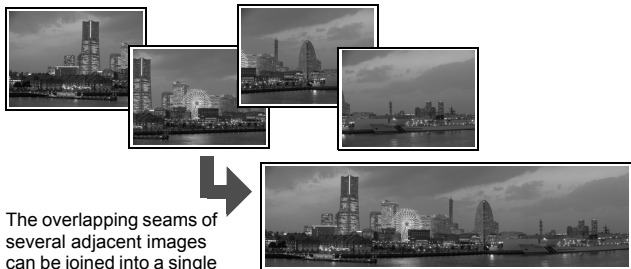 The overlapping seams of
several adjacent images
can be joined into a single